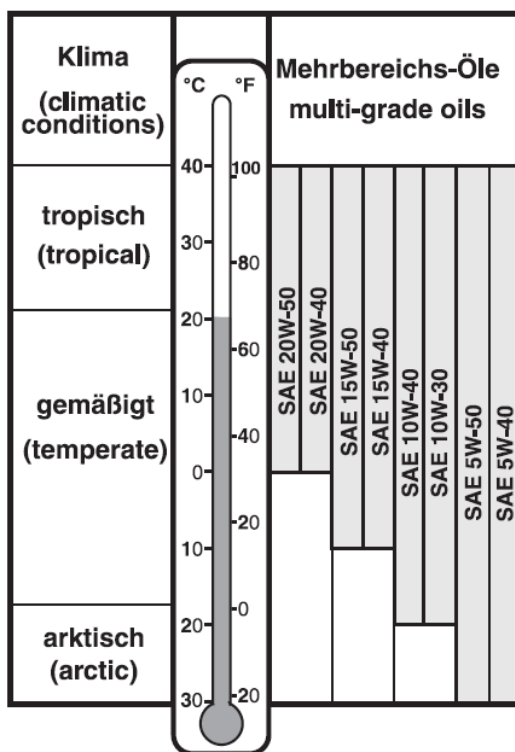 Klima
(climatic
conditions)
°C
°F
Mehrbereichs-Öle
multi-grade oils
tropisch
(tropical)
gemäßigt
(temperate)
arktisch
(arctic)
40
30
20
10
0
10
20
30
100
80
60
40
20
0
20
SAE 20W-50
SAE 20W-40
SAE 15W-50
SAE 15W-40
SAE 10W-40
SAE 10W-30
SAE 5W-50
SAE 5W-40